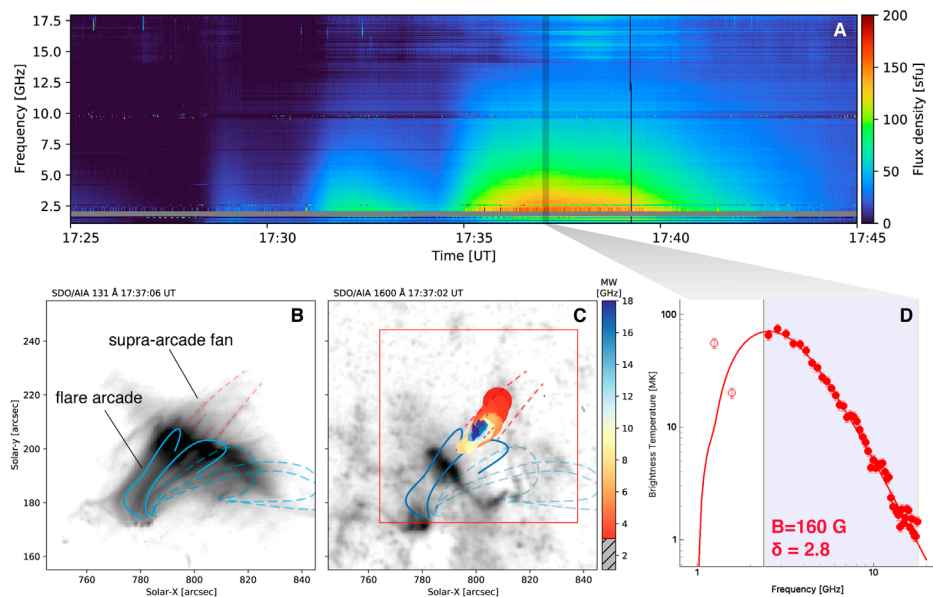 A
Frequency [GHz]
17.5
15.0
12.5
10.0
7.5
5.0
2.5
17:25
17:30
17:35
17:40
17:45
Time [UT]
200
150
100
50
0
Flux density [sfu]
SDO/AIA 131 Å 17:37:06 UT
B
supra-arcade fan
flare arcade
Solar-y [arcsec]
240
220
200
180
160
760
780
800
820
840
Solar-X [arcsec]
SDO/AIA 1600 Å 17:37:02 UT
C
760
780
800
820
840
Solar-X [arcsec]
MW
[GHz]
18
16
14
12
10
8
6
4
2
D
Brightness Temperature [MK]
100
10
1
B=160 G
δ = 2.8
1
10
Frequency [GHz]